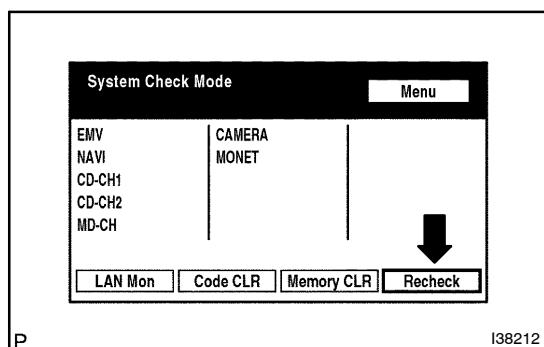 System Check Mode
Menu
EMV
NAVI
CD-CH1
CD-CH2
MD-CH
CAMERA
MONET
LAN Mon
Code CLR
Memory CLR
Recheck
P
I38212